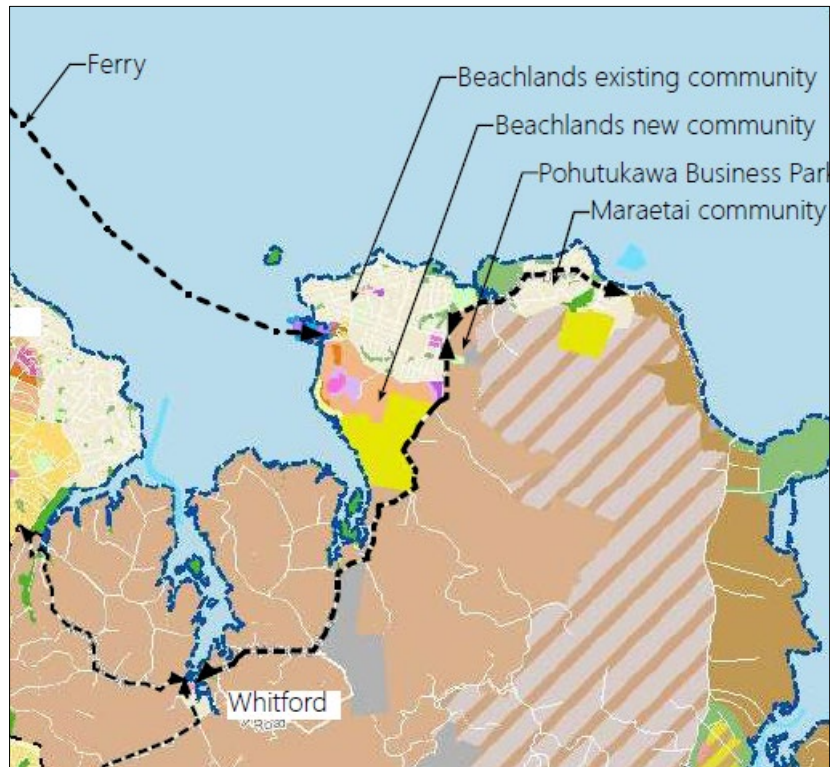 Ferry
Beachlands existing community
Beachlands new community
Pohutukawa Business Park
Maraetai community
Whitford